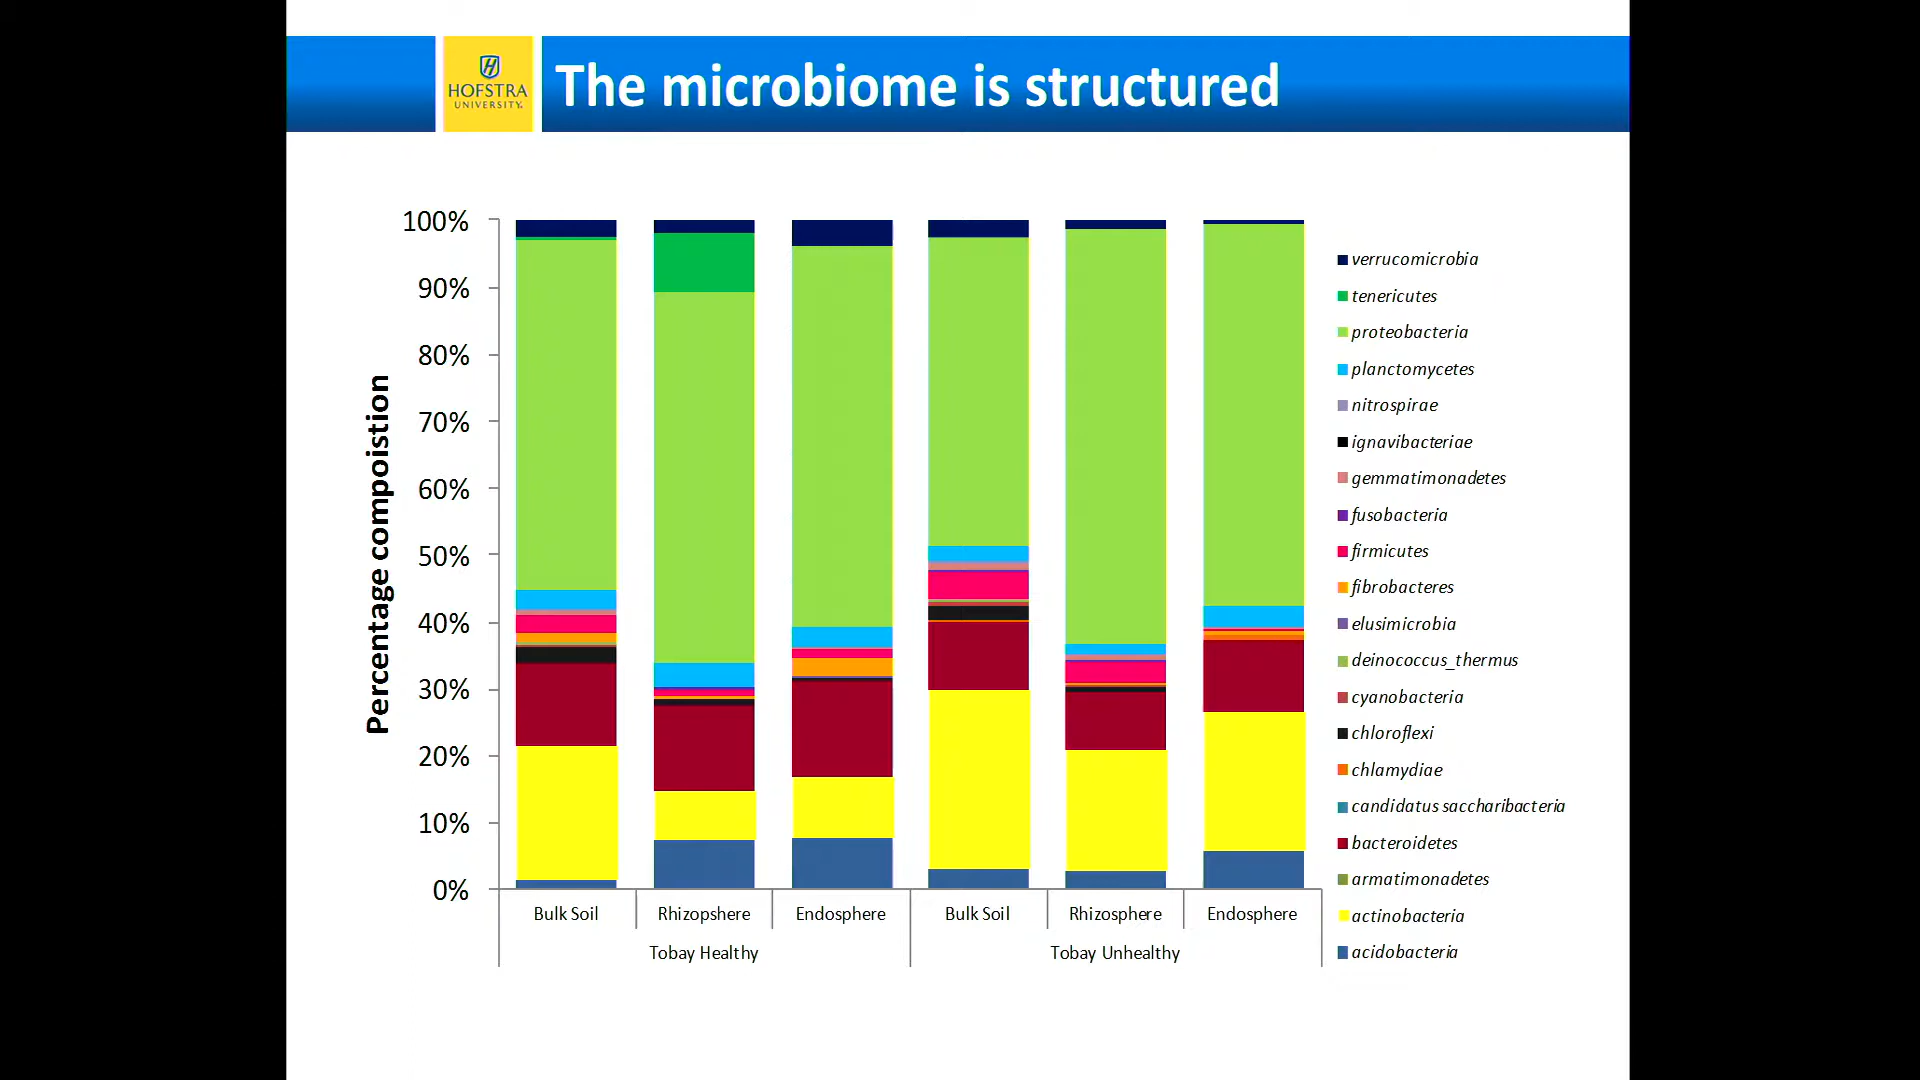 HOFSTRA
UNIVERSITY.
The microbiome is structured
Percentage compoistion
100%
90%
80%
70%
60%
50%
40%
30%
20%
10%
0%
Bulk Soil
Rhizopshere
Endosphere
Bulk Soil
Rhizosphere
Endosphere
Tobay Healthy
Tobay Unhealthy
verrucomicrobia
tenericutes
proteobacteria
planctomycetes
nitrospirae
ignavibacteriae
gemmatimonadetes
fusobacteria
firmicutes
fibrobacteres
elusimicrobia
deinococcus_thermus
cyanobacteria
chloroflexi
chlamydiae
candidatus saccharibacteria
bacteroidetes
armatimonadetes
actinobacteria
acidobacteria